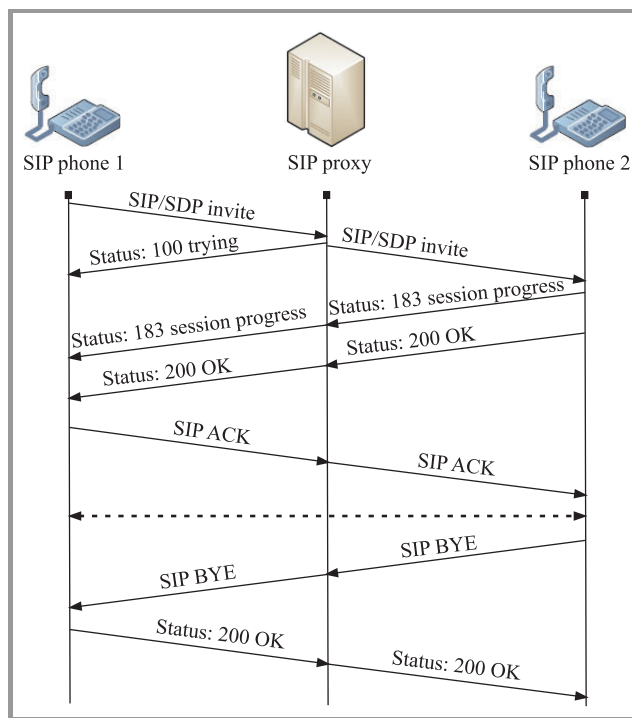 SIP phone 1
SIP proxy
SIP phone 2
SIP/SDP invite
SIP/SDP invite
Status: 100 trying
Status: 183 session progress
Status: 183 session progress
Status: 200 OK
Status: 200 OK
SIP ACK
SIP ACK
SIP BYE
SIP BYE
Status: 200 OK
Status: 200 OK